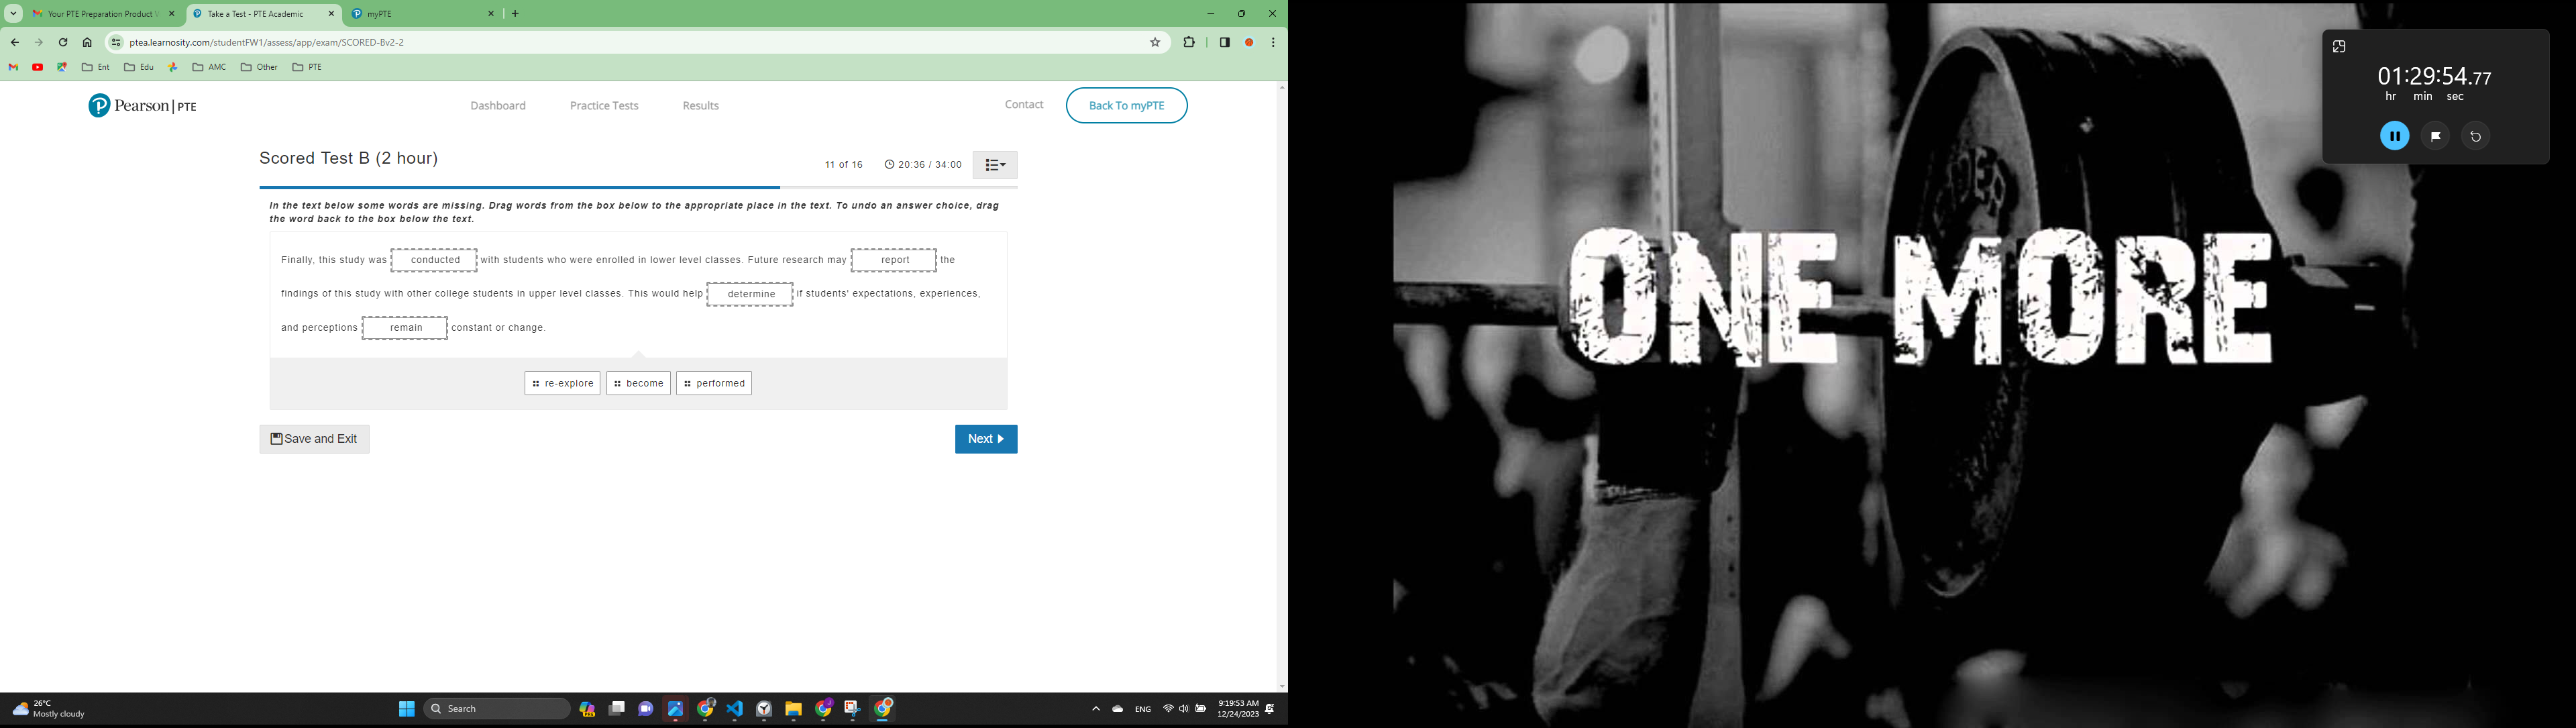 Your PTE Preparation Product V
Take a Test - PTE Academic
myPTE
ptea.learnosity.com/studentFW1/assess/app/exam/SCORED-Bv2-2
Ent
Edu
AMC
Other
PTE
Pearson | PTE
Dashboard
Practice Tests
Results
Contact
Back To myPTE
Scored Test B (2 hour)
11 of 16
20:36 / 34:00
In the text below some words are missing. Drag words from the box below to the appropriate place in the text. To undo an answer choice, drag
the word back to the box below the text.
Finally, this study was conducted with students who were enrolled in lower level classes. Future research may report the
findings of this study with other college students in upper level classes. This would help determine if students' expectations, experiences,
and perceptions remain constant or change.
re-explore
become
performed
Save and Exit
Next
26°C
Mostly cloudy
Search
ENG
9:19:53 AM
12/24/2023
ONE MORE
01:29:54.77
hr min sec